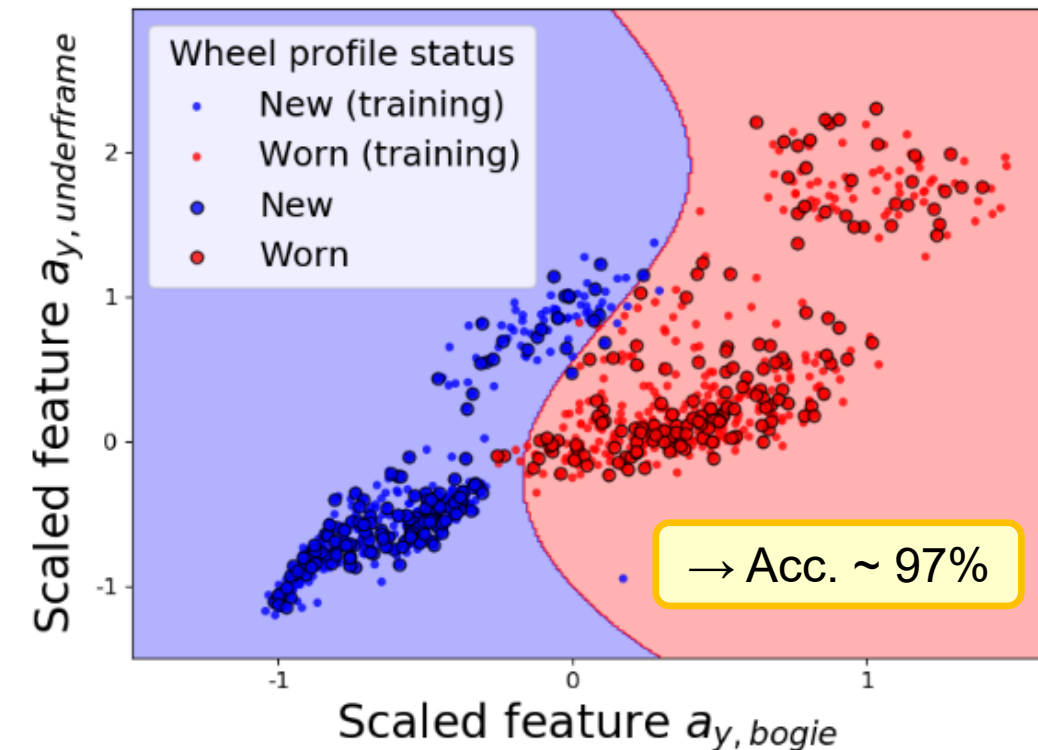 Wheel profile status
New (training)
Worn (training)
New
Worn
Scaled feature a_y, underframe
2
1
0
-1
→ Acc. ~ 97%
-1 0 1
Scaled feature a_y, bogie